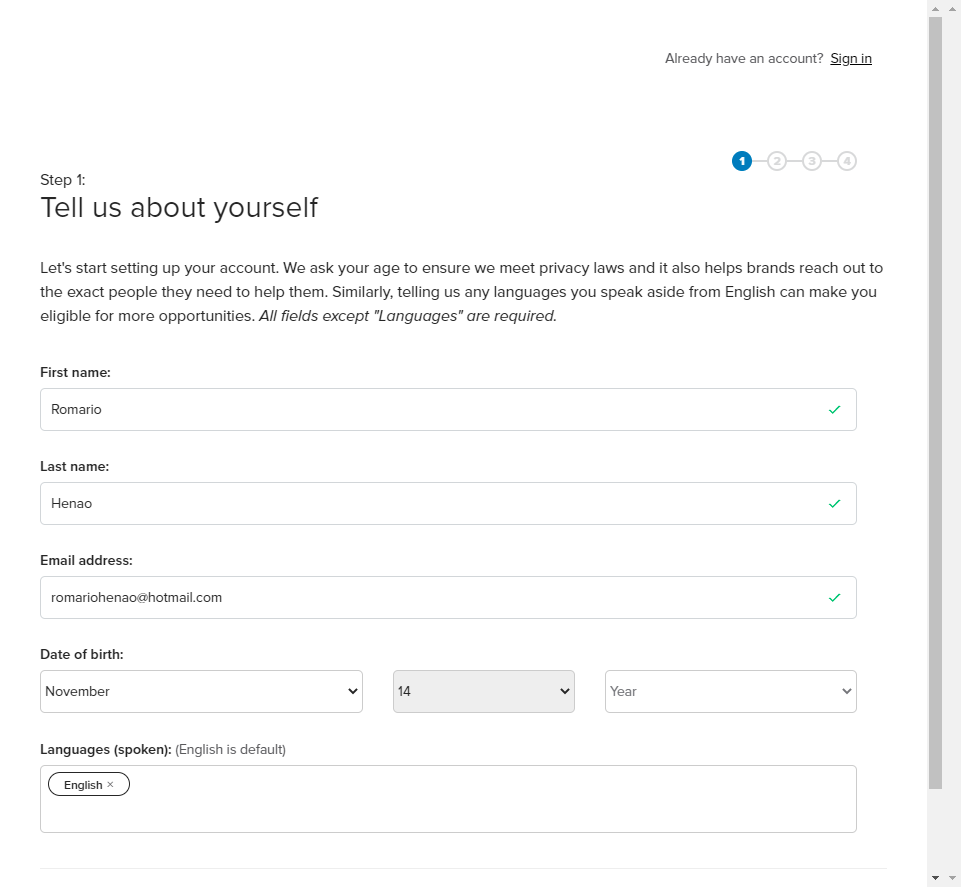 Already have an account? Sign in
1 2 3 4
Step 1:
Tell us about yourself
Let's start setting up your account. We ask your age to ensure we meet privacy laws and it also helps brands reach out to
the exact people they need to help them. Similarly, telling us any languages you speak aside from English can make you
eligible for more opportunities. All fields except "Languages" are required.
First name:
Romario
Last name:
Henao
Email address:
romariohenao@hotmail.com
Date of birth:
November 14 Year
Languages (spoken): (English is default)
English ×